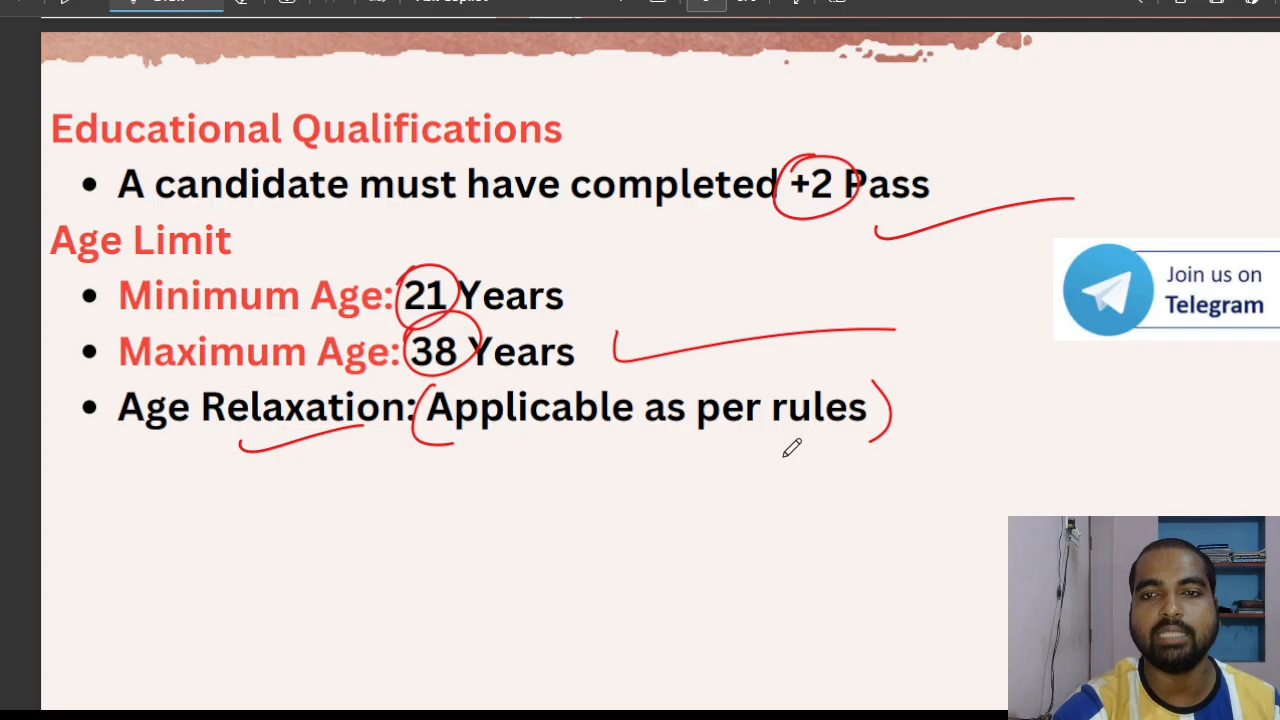 Educational Qualifications
• A candidate must have completed +2 Pass
Age Limit
• Minimum Age: 21 Years
• Maximum Age: 38 Years
• Age Relaxation: (Applicable as per rules)
Join us on
Telegram